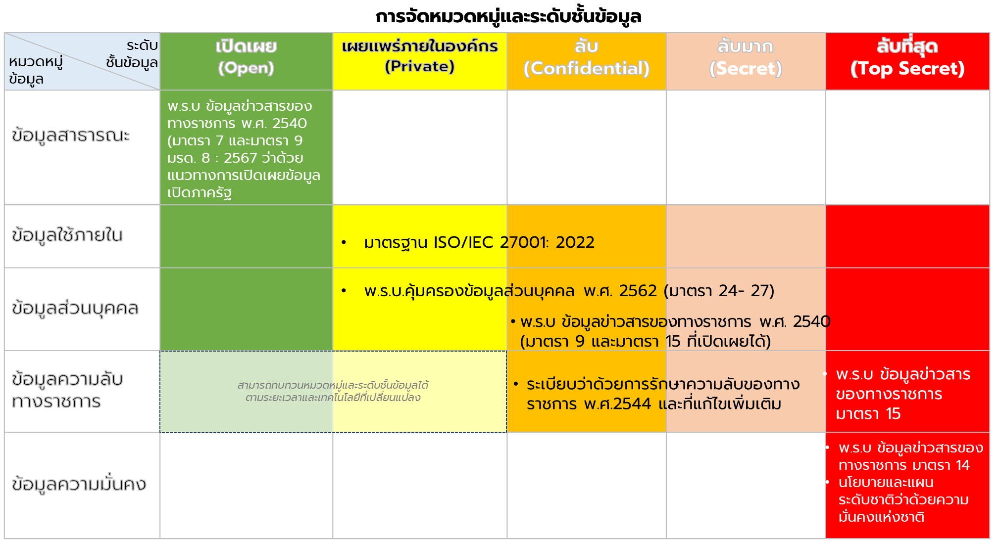 การจัดหมวดหมู่และระดับชั้นข้อมูล
ระดับ
ชั้นข้อมูล
หมวดหมู่
ข้อมูล
เปิดเผย
(Open)
เผยแพร่ภายในองค์กร
(Private)
ลับ
(Confidential)
ลับมาก
(Secret)
ลับที่สุด
(Top Secret)
ข้อมูลสาธารณะ
พ.ร.บ ข้อมูลข่าวสารของ
ทางราชการ พ.ศ. 2540
(มาตรา 7 และมาตรา 9
มรด. 8 : 2567 ว่าด้วย
แนวทางการเปิดเผยข้อมูล
เปิดภาครัฐ
ข้อมูลใช้ภายใน
• มาตรฐาน ISO/IEC 27001: 2022
ข้อมูลส่วนบุคคล
• พ.ร.บ.คุ้มครองข้อมูลส่วนบุคคล พ.ศ. 2562 (มาตรา 24- 27)
• พ.ร.บ ข้อมูลข่าวสารของทางราชการ พ.ศ. 2540
(มาตรา 9 และมาตรา 15 ที่เปิดเผยได้)
ข้อมูลความลับ
ทางราชการ
สามารถทบทวนหมวดหมู่และระดับชั้นข้อมูลได้
ตามระยะเวลาและเทคโนโลยีที่เปลี่ยนแปลง
• ระเบียบว่าด้วยการรักษาความลับของทาง
ราชการ พ.ศ.2544 และที่แก้ไขเพิ่มเติม
• พ.ร.บ ข้อมูลข่าวสาร
ของทางราชการ
มาตรา 15
ข้อมูลความมั่นคง
• พ.ร.บ ข้อมูลข่าวสารของ
ทางราชการ มาตรา 14
• นโยบายและแผน
ระดับชาติว่าด้วยความ
มั่นคงแห่งชาติ